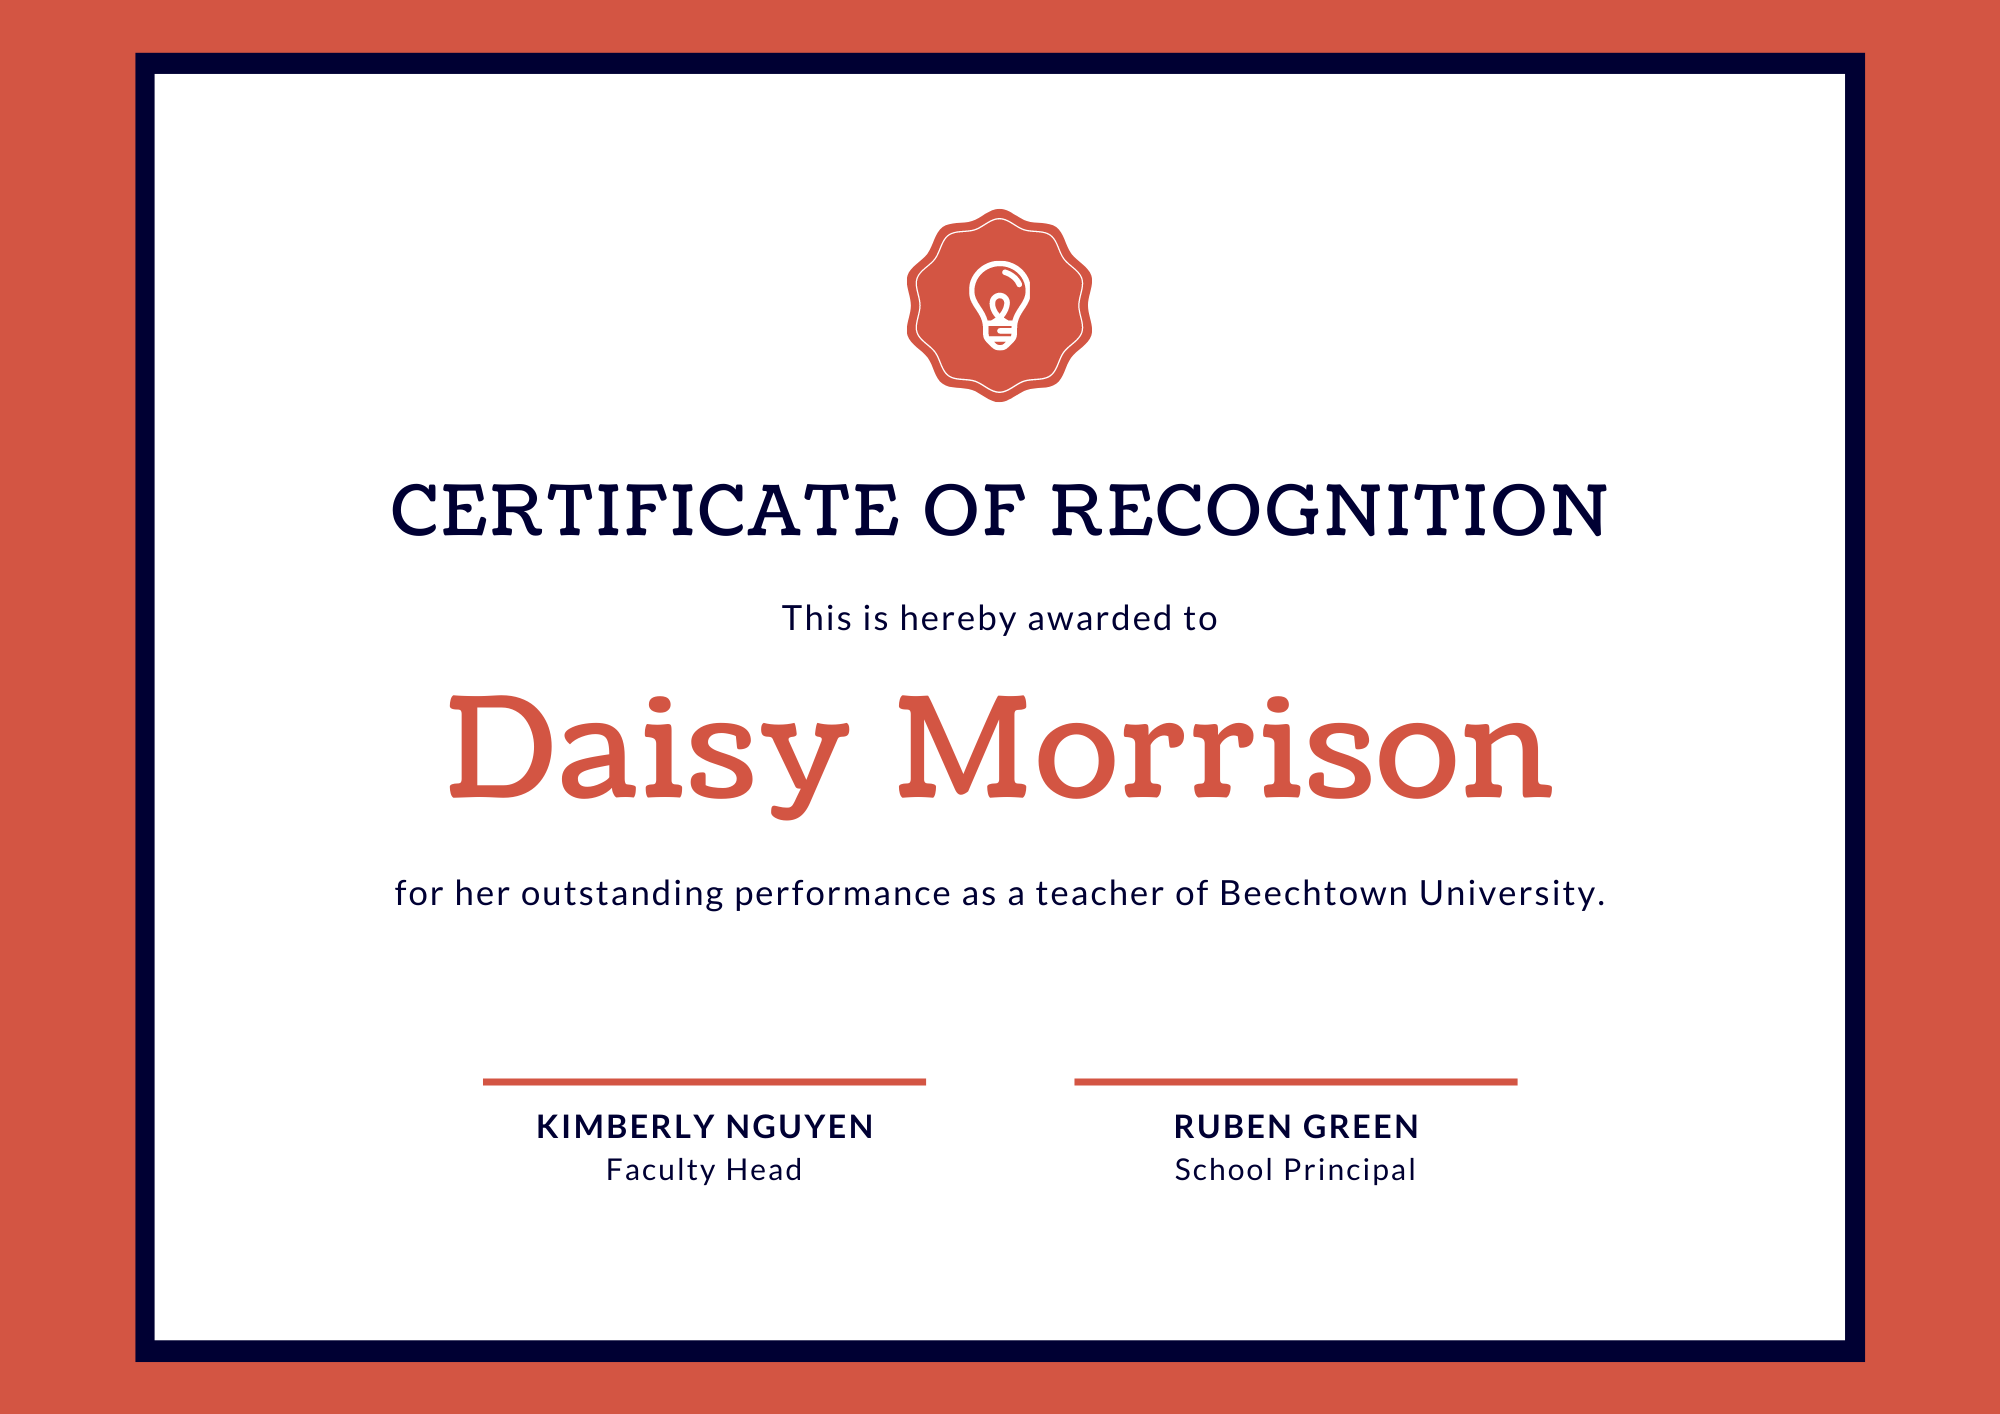 CERTIFICATE OF RECOGNITION
This is hereby awarded to
Daisy Morrison
for her outstanding performance as a teacher of Beechtown University.
KIMBERLY NGUYEN
Faculty Head
RUBEN GREEN
School Principal